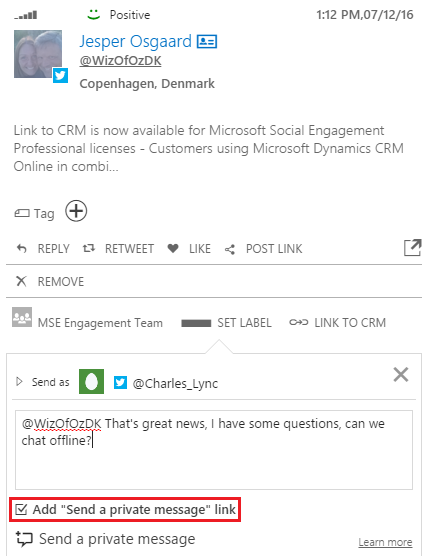 Positive 1:12 PM,07/12/16
Jesper Osgaard
@WizOfOzDK
Copenhagen, Denmark
Link to CRM is now available for Microsoft Social Engagement
Professional licenses - Customers using Microsoft Dynamics CRM
Online in combi...
Tag
REPLY RETWEET LIKE POST LINK
REMOVE
MSE Engagement Team SET LABEL LINK TO CRM
Send as @Charles_Lync
@WizOfOzDK That's great news, I have some questions, can we
chat offline?
Add "Send a private message" link
Send a private message Learn more